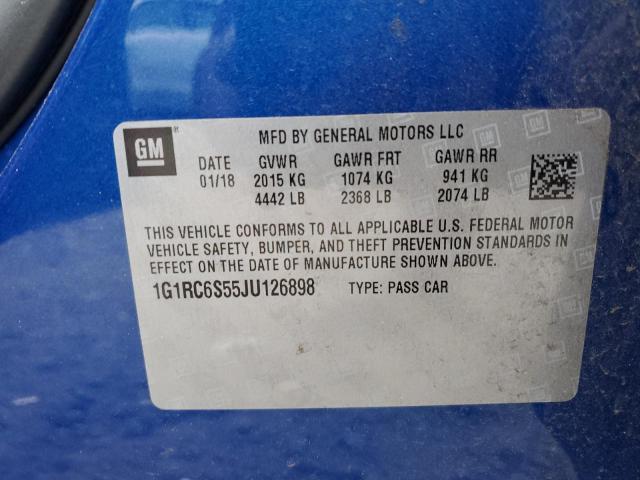 GM
®
MFD BY GENERAL MOTORS LLC
DATE GVWR GAWR FRT GAWR RR
01/18 2015 KG 1074 KG 941 KG
4442 LB 2368 LB 2074 LB
THIS VEHICLE CONFORMS TO ALL APPLICABLE U.S. FEDERAL MOTOR
VEHICLE SAFETY, BUMPER, AND THEFT PREVENTION STANDARDS IN
EFFECT ON THE DATE OF MANUFACTURE SHOWN ABOVE.
1G1RC6S55JU126898 TYPE: PASS CAR